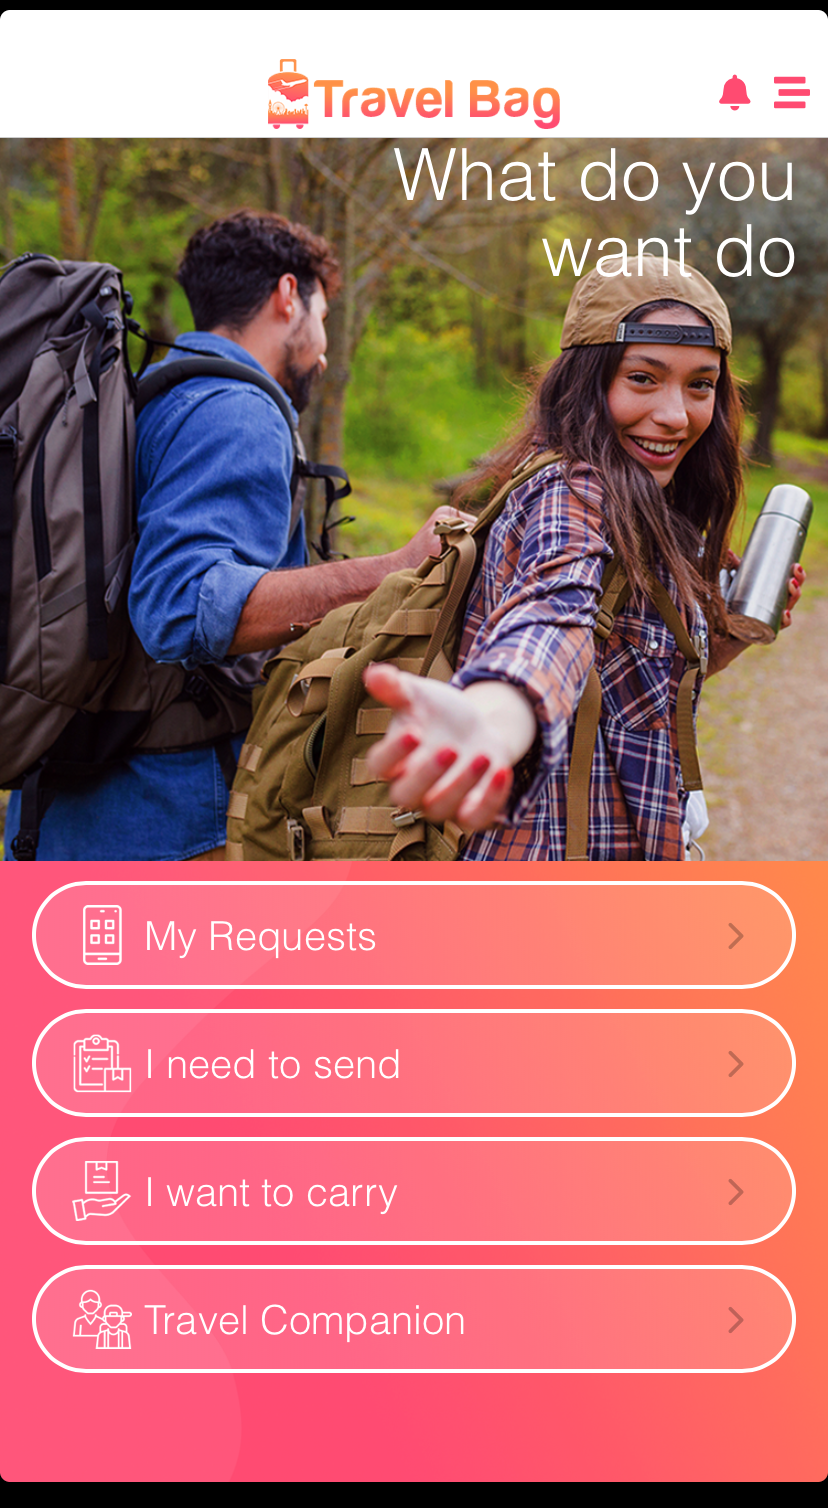 Travel Bag
What do you
want do
My Requests
I need to send
I want to carry
Travel Companion